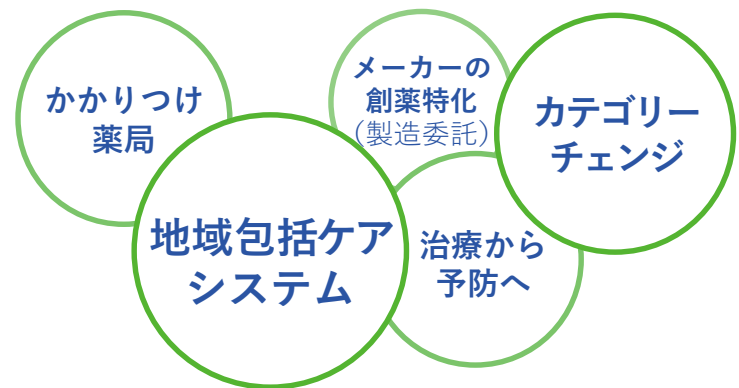 かかりつけ
薬局
メーカーの
創薬特化
（製造委託）
カテゴリー
チェンジ
地域包括ケア
システム
治療から
予防へ